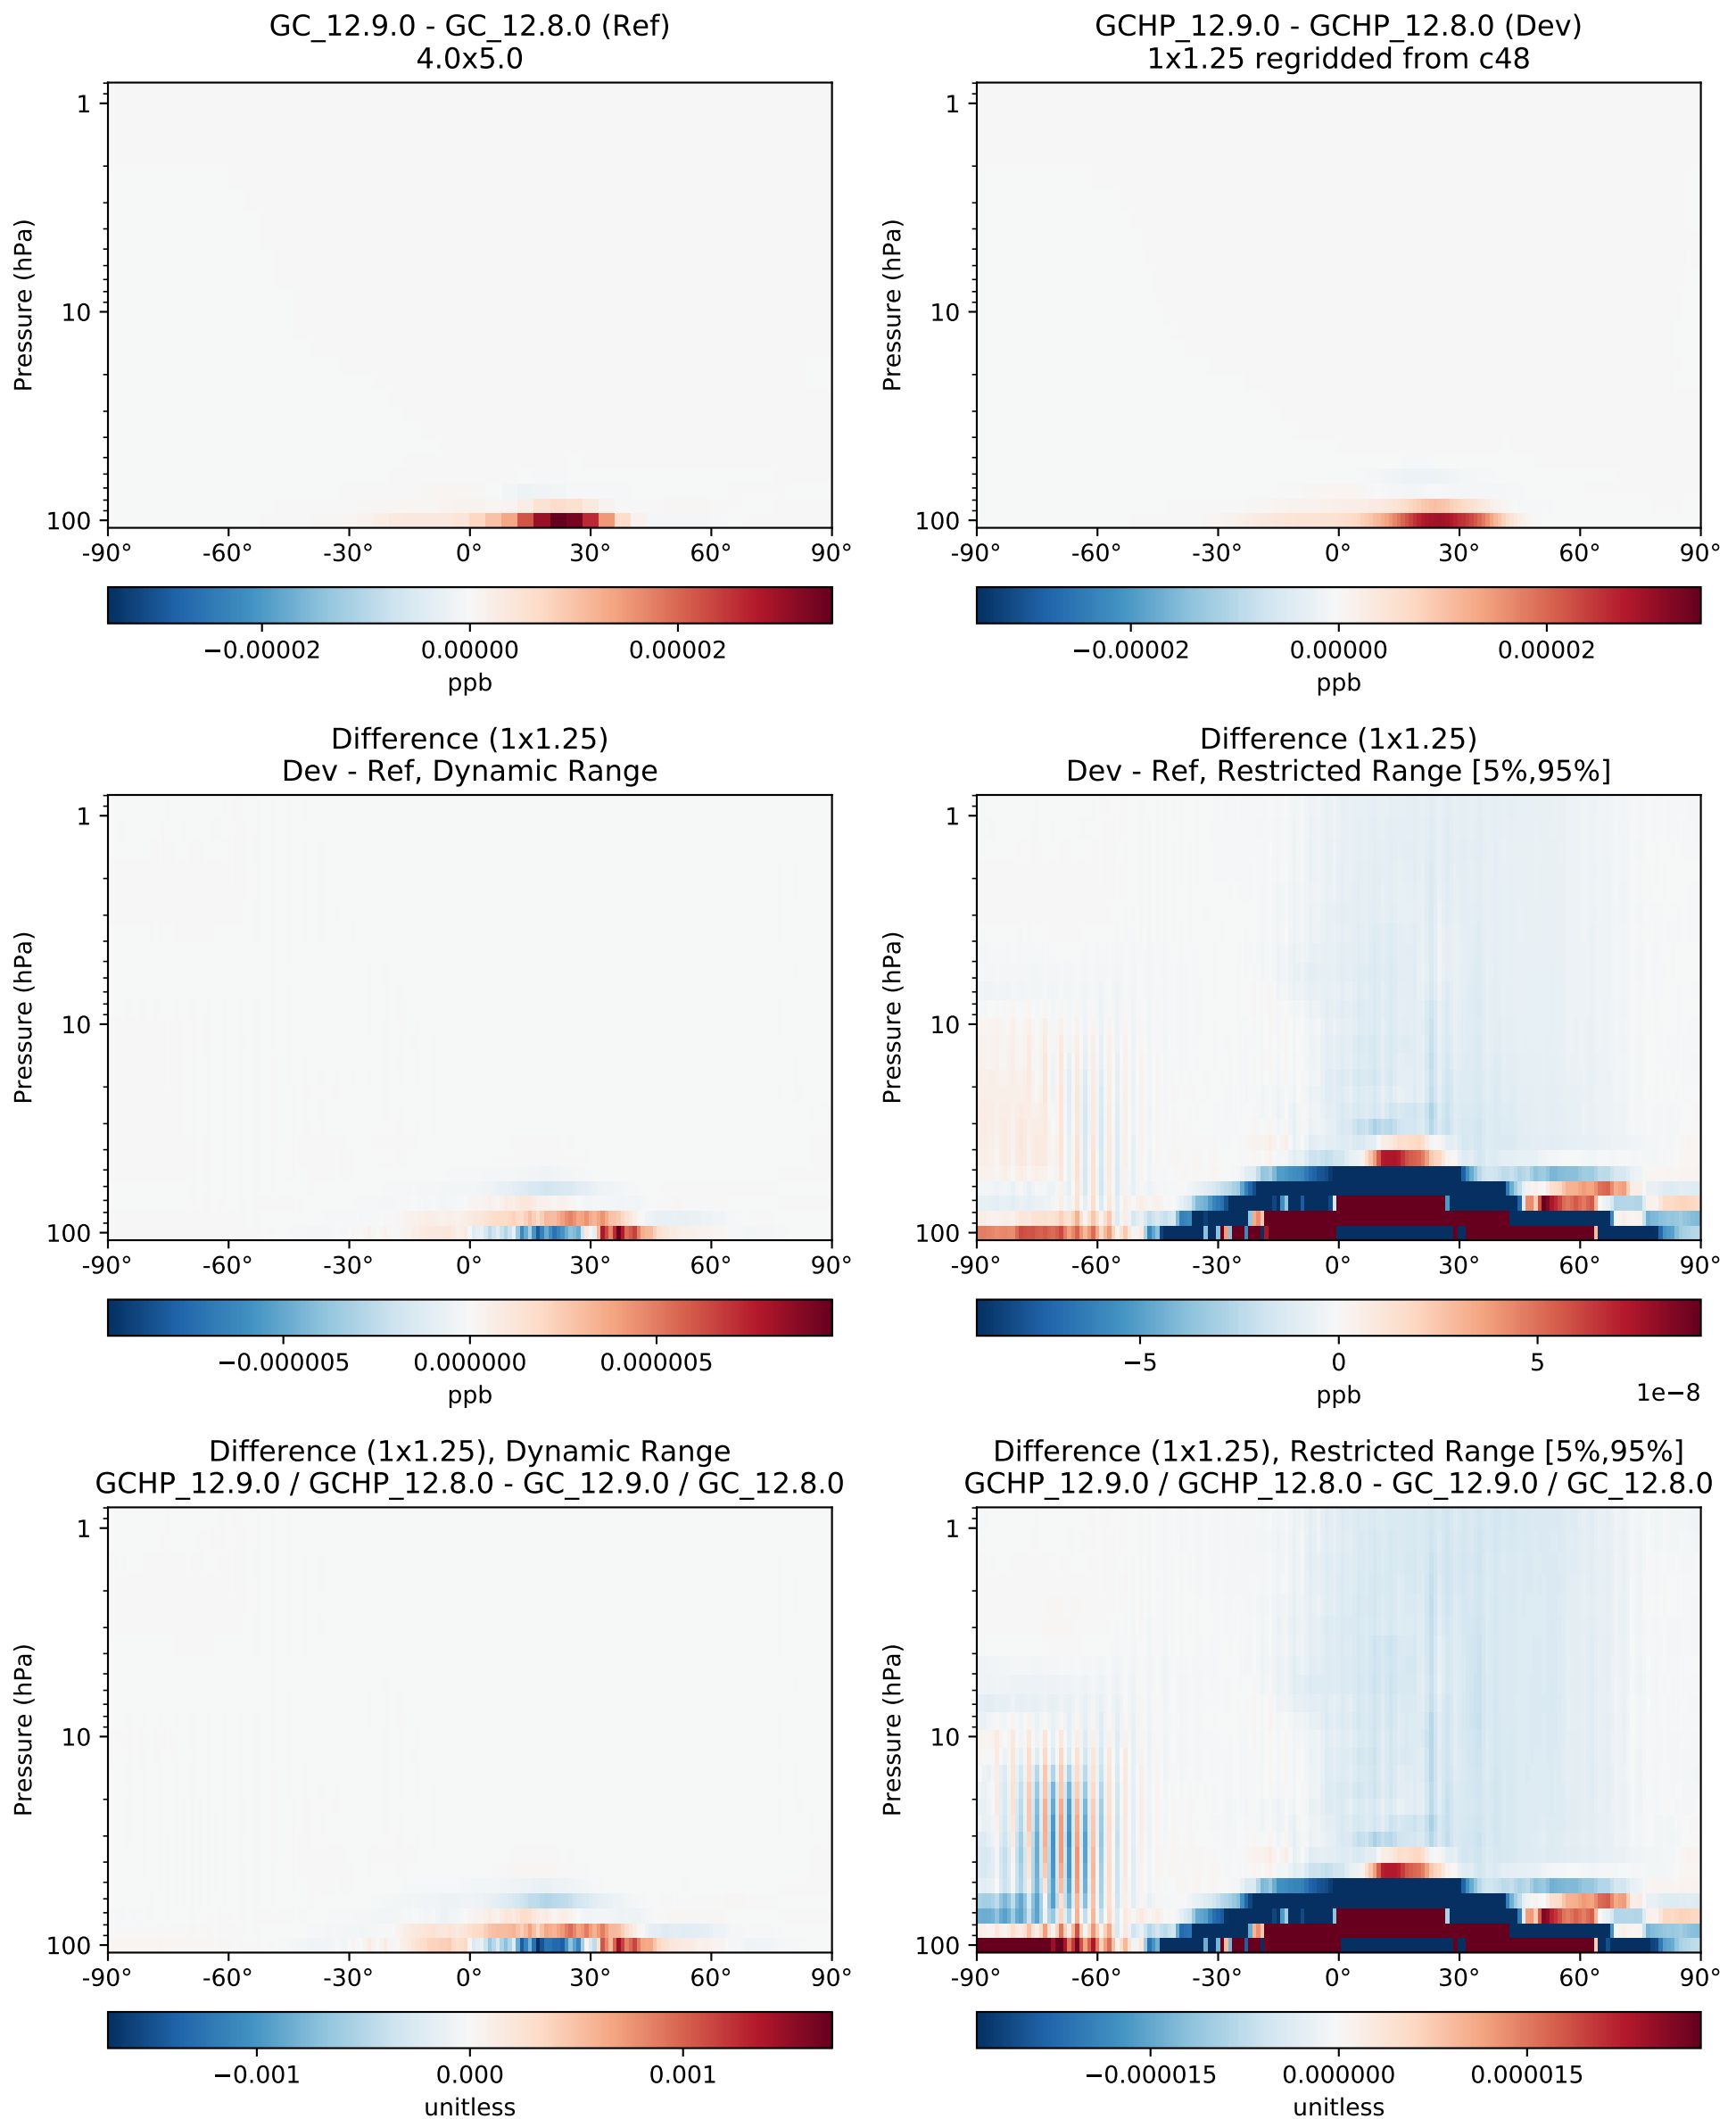 GC_12.9.0 - GC_12.8.0 (Ref)
4.0x5.0
GCHP_12.9.0 - GCHP_12.8.0 (Dev)
1x1.25 regridded from c48
Pressure (hPa)
1
10
100
-90° -60° -30° 0° 30° 60° 90°
−0.00002 0.00000 0.00002
ppb
Pressure (hPa)
1
10
100
-90° -60° -30° 0° 30° 60° 90°
−0.00002 0.00000 0.00002
ppb
Difference (1x1.25)
Dev - Ref, Dynamic Range
Pressure (hPa)
1
10
100
-90° -60° -30° 0° 30° 60° 90°
−0.000005 0.000000 0.000005
ppb
Difference (1x1.25)
Dev - Ref, Restricted Range [5%,95%]
Pressure (hPa)
1
10
100
-90° -60° -30° 0° 30° 60° 90°
−5 0 5
ppb
1e−8
Difference (1x1.25), Dynamic Range
GCHP_12.9.0 / GCHP_12.8.0 - GC_12.9.0 / GC_12.8.0
Pressure (hPa)
1
10
100
-90° -60° -30° 0° 30° 60° 90°
−0.001 0.000 0.001
unitless
Difference (1x1.25), Restricted Range [5%,95%]
GCHP_12.9.0 / GCHP_12.8.0 - GC_12.9.0 / GC_12.8.0
Pressure (hPa)
1
10
100
-90° -60° -30° 0° 30° 60° 90°
−0.000015 0.000000 0.000015
unitless